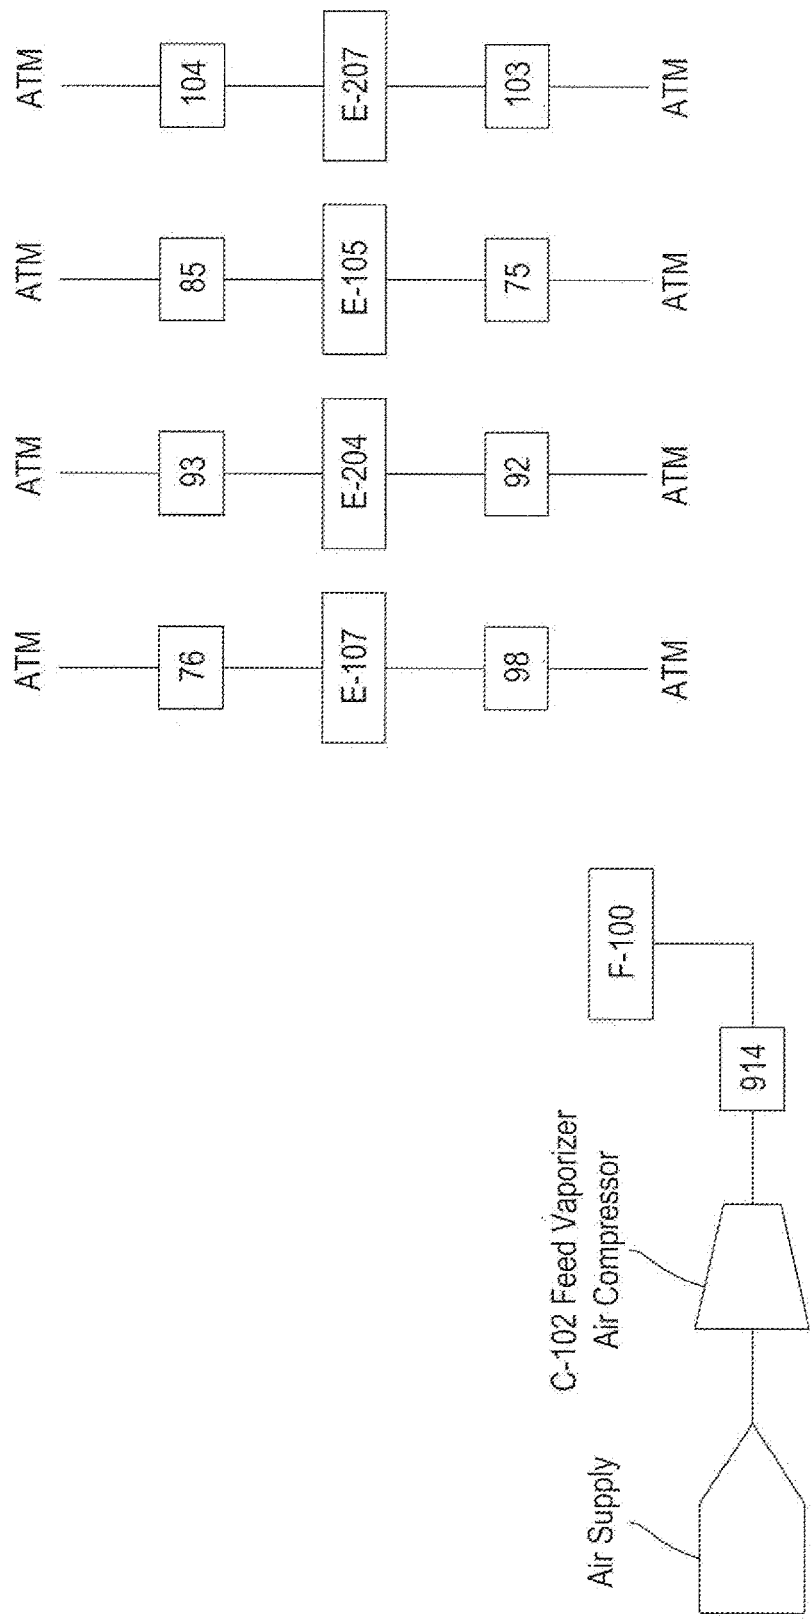 ATM
76
E-107
98
ATM
ATM
93
E-204
92
ATM
ATM
85
E-105
75
ATM
ATM
104
E-207
103
ATM
Air Supply
C-102 Feed Vaporizer
Air Compressor
914
F-100